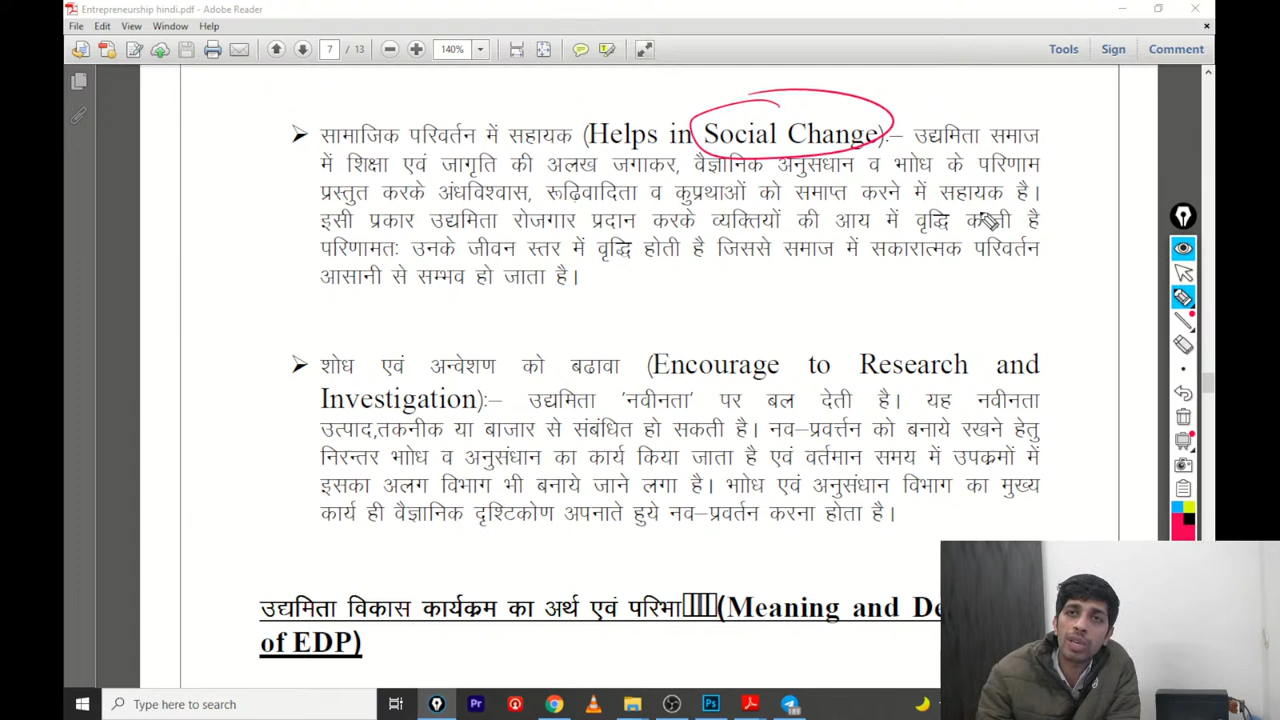 Entrepreneurship hindi.pdf - Adobe Reader
File Edit View Window Help
7 / 13 140% Tools Sign Comment
➢ सामाजिक परिवर्तन में सहायक (Helps in Social Change):– उद्यमिता समाज
में शिक्षा एवं जागृति की अलख जगाकर, वैज्ञानिक अनुसंधान व भाोध के परिणाम
प्रस्तुत करके अंधविश्वास, रूढ़िवादिता व कुप्रथाओं को समाप्त करने में सहायक है।
इसी प्रकार उद्यमिता रोजगार प्रदान करके व्यक्तियों की आय में वृद्धि करती है
परिणामतः उनके जीवन स्तर में वृद्धि होती है जिससे समाज में सकारात्मक परिवर्तन
आसानी से सम्भव हो जाता है।
➢ शोध एवं अन्वेशण को बढावा (Encourage to Research and
Investigation):– उद्यमिता 'नवीनता' पर बल देती है। यह नवीनता
उत्पाद,तकनीक या बाजार से संबंधित हो सकती है। नव–प्रवर्त्तन को बनाये रखने हेतु
निरन्तर भाोध व अनुसंधान का कार्य किया जाता है एवं वर्तमान समय में उपक्रमों में
इसका अलग विभाग भी बनाये जाने लगा है। भाोध एवं अनुसंधान विभाग का मुख्य
कार्य ही वैज्ञानिक दृश्टिकोण अपनाते हुये नव–प्रवर्तन करना होता है।
उद्यमिता विकास कार्यक्रम का अर्थ एवं परिभा (Meaning and De
of EDP)
Type here to search